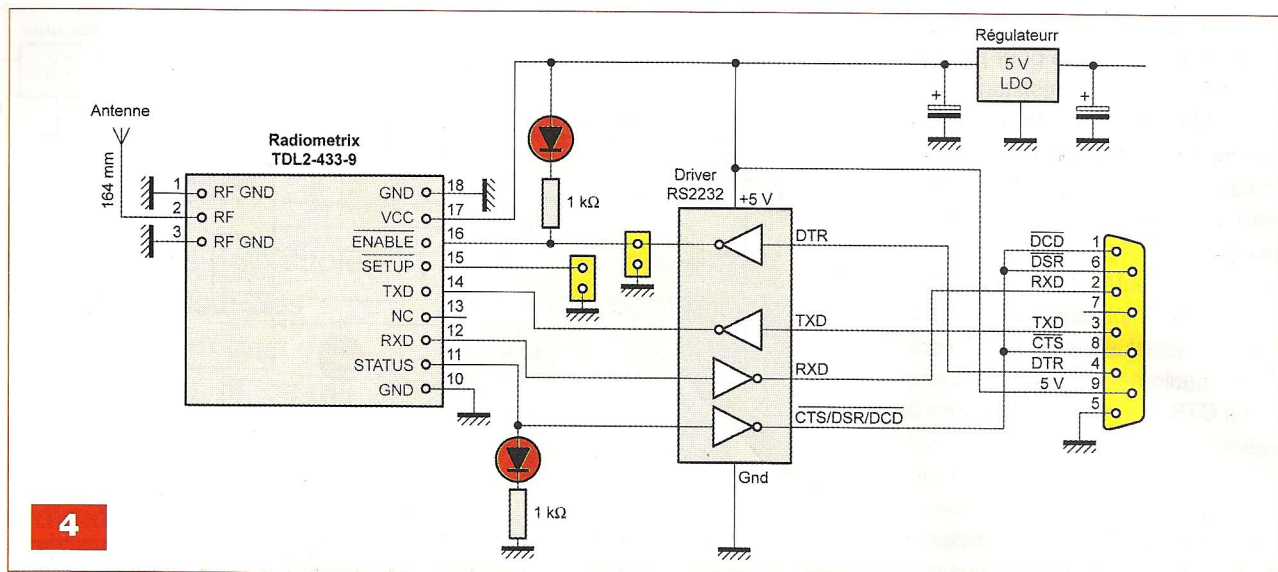 Régulateurr
5 V
LDO
+
+
Antenne
164 mm
Radiometrix
TDL2-433-9
1 RF GND
2 RF
3 RF GND
GND 18
VCC 17
ENABLE 16
SETUP 15
TXD 14
NC 13
RXD 12
STATUS 11
GND 10
1 kΩ
1 kΩ
Driver
RS2232
+5 V
DTR
TXD
RXD
CTS/DSR/DCD
Gnd
DCD 1
DSR 6
RXD 2
7
TXD 3
CTS 8
DTR 4
5 V 9
5
4